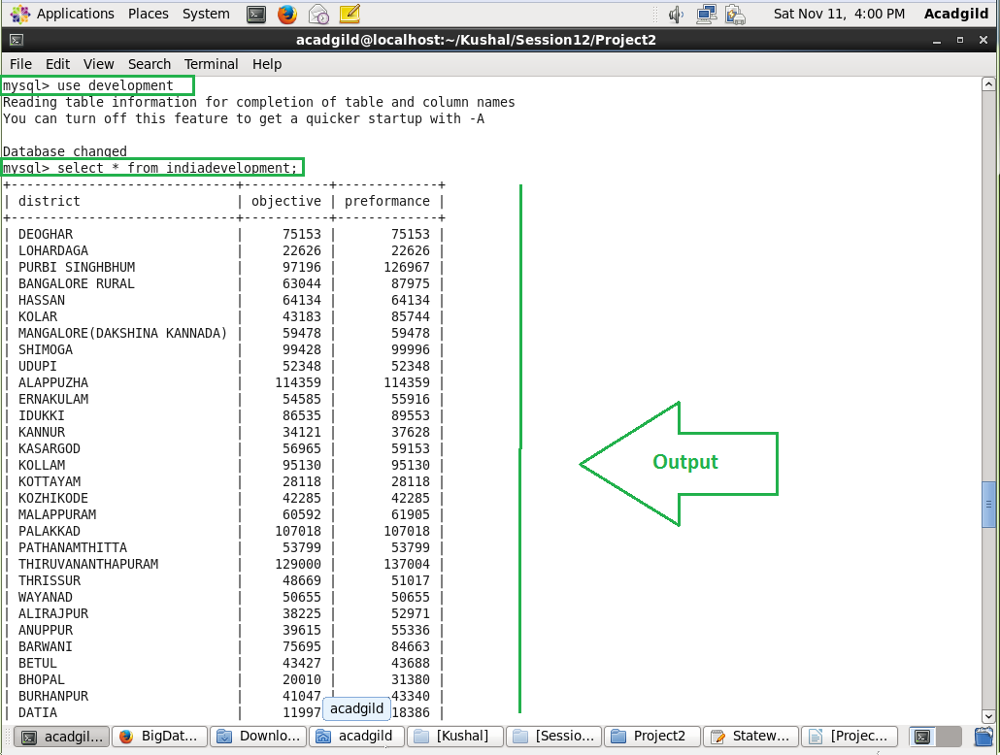 Applications Places System Sat Nov 11, 4:00 PM Acadgild
acadgild@localhost:~/Kushal/Session12/Project2
File Edit View Search Terminal Help
mysql> use development
Reading table information for completion of table and column names
You can turn off this feature to get a quicker startup with -A
Database changed
mysql> select * from indiadevelopment;
+-----------------------------+-----------+-------------+
| district | objective | preformance |
+-----------------------------+-----------+-------------+
| DEOGHAR | 75153 | 75153 |
| LOHARDAGA | 22626 | 22626 |
| PURBI SINGHBHUM | 97196 | 126967 |
| BANGALORE RURAL | 63044 | 87975 |
| HASSAN | 64134 | 64134 |
| KOLAR | 43183 | 85744 |
| MANGALORE(DAKSHINA KANNADA) | 59478 | 59478 |
| SHIMOGA | 99428 | 99996 |
| UDUPI | 52348 | 52348 |
| ALAPPUZHA | 114359 | 114359 |
| ERNAKULAM | 54585 | 55916 |
| IDUKKI | 86535 | 89553 |
| KANNUR | 34121 | 37628 |
| KASARGOD | 56965 | 59153 |
| KOLLAM | 95130 | 95130 |
| KOTTAYAM | 28118 | 28118 |
| KOZHIKODE | 42285 | 42285 |
| MALAPPURAM | 60592 | 61905 |
| PALAKKAD | 107018 | 107018 |
| PATHANAMTHITTA | 53799 | 53799 |
| THIRUVANANTHAPURAM | 129000 | 137004 |
| THRISSUR | 48669 | 51017 |
| WAYANAD | 50655 | 50655 |
| ALIRAJPUR | 38225 | 52971 |
| ANUPPUR | 39615 | 55336 |
| BARWANI | 75695 | 84663 |
| BETUL | 43427 | 43688 |
| BHOPAL | 20010 | 31380 |
| BURHANPUR | 41047 | 43340 |
| DATIA | 11997 18386 |
Output
acadgild
acadgil... BigDat... Downlo... acadgild [Kushal] [Sessio... Project2 Statew... [Projec...